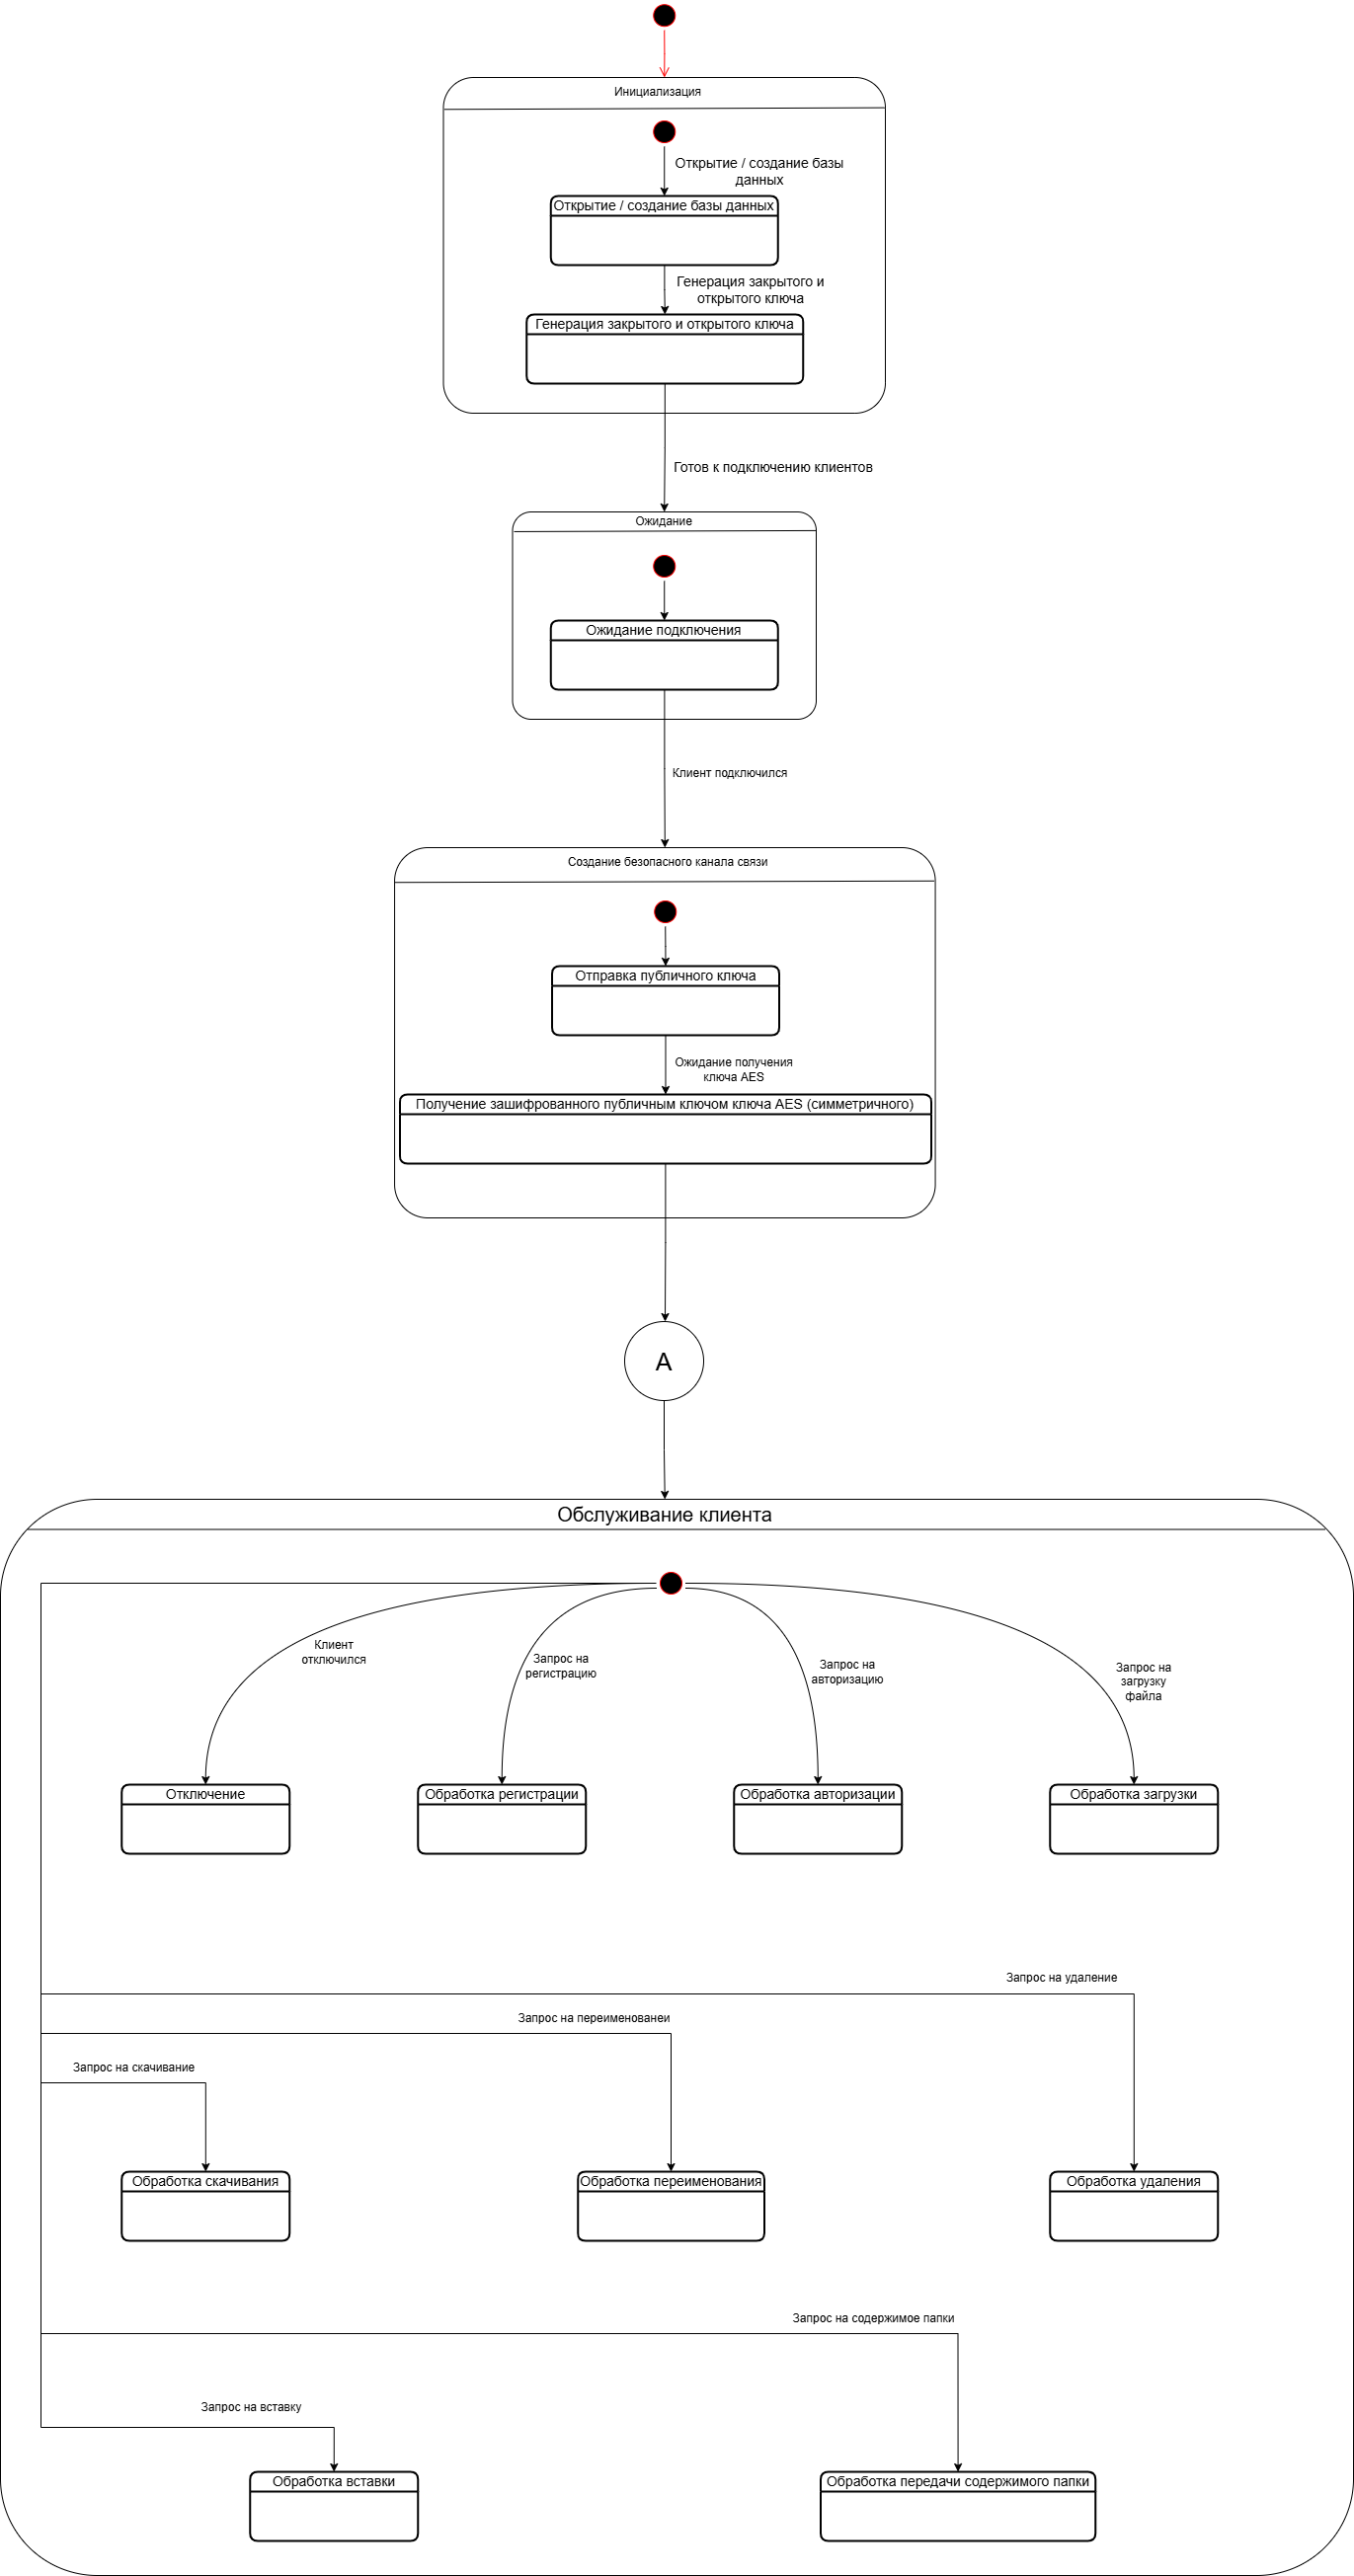 Инициализация
Открытие / создание базы
данных
Открытие / создание базы данных
Генерация закрытого и
открытого ключа
Генерация закрытого и открытого ключа
Готов к подключению клиентов
Ожидание
Ожидание подключения
Клиент подключился
Создание безопасного канала связи
Отправка публичного ключа
Ожидание получения
ключа AES
Получение зашифрованного публичным ключом ключа AES (симметричного)
А
Обслуживание клиента
Клиент
отключился
Запрос на
регистрацию
Запрос на
авторизацию
Запрос на
загрузку
файла
Отключение
Обработка регистрации
Обработка авторизации
Обработка загрузки
Запрос на удаление
Запрос на переименованеи
Запрос на скачивание
Обработка скачивания
Обработка переименования
Обработка удаления
Запрос на содержимое папки
Запрос на вставку
Обработка вставки
Обработка передачи содержимого папки